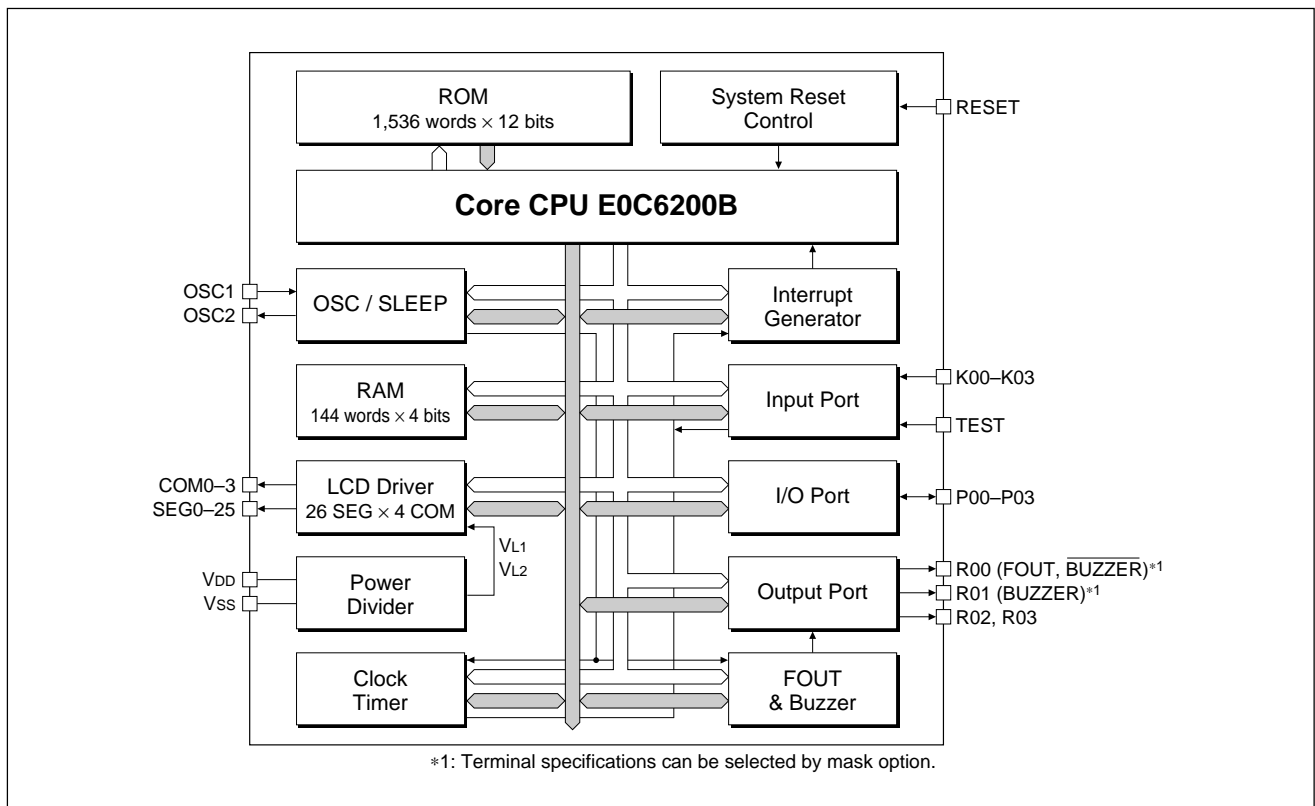 ROM
1,536 words × 12 bits
System Reset
Control
RESET
Core CPU E0C6200B
OSC1
OSC2
OSC / SLEEP
Interrupt
Generator
RAM
144 words × 4 bits
Input Port
K00–K03
TEST
COM0–3
SEG0–25
LCD Driver
26 SEG × 4 COM
I/O Port
P00–P03
VL1
VL2
VDD
VSS
Power
Divider
Output Port
R00 (FOUT, BUZZER)*1
R01 (BUZZER)*1
R02, R03
Clock
Timer
FOUT
& Buzzer
*1: Terminal specifications can be selected by mask option.